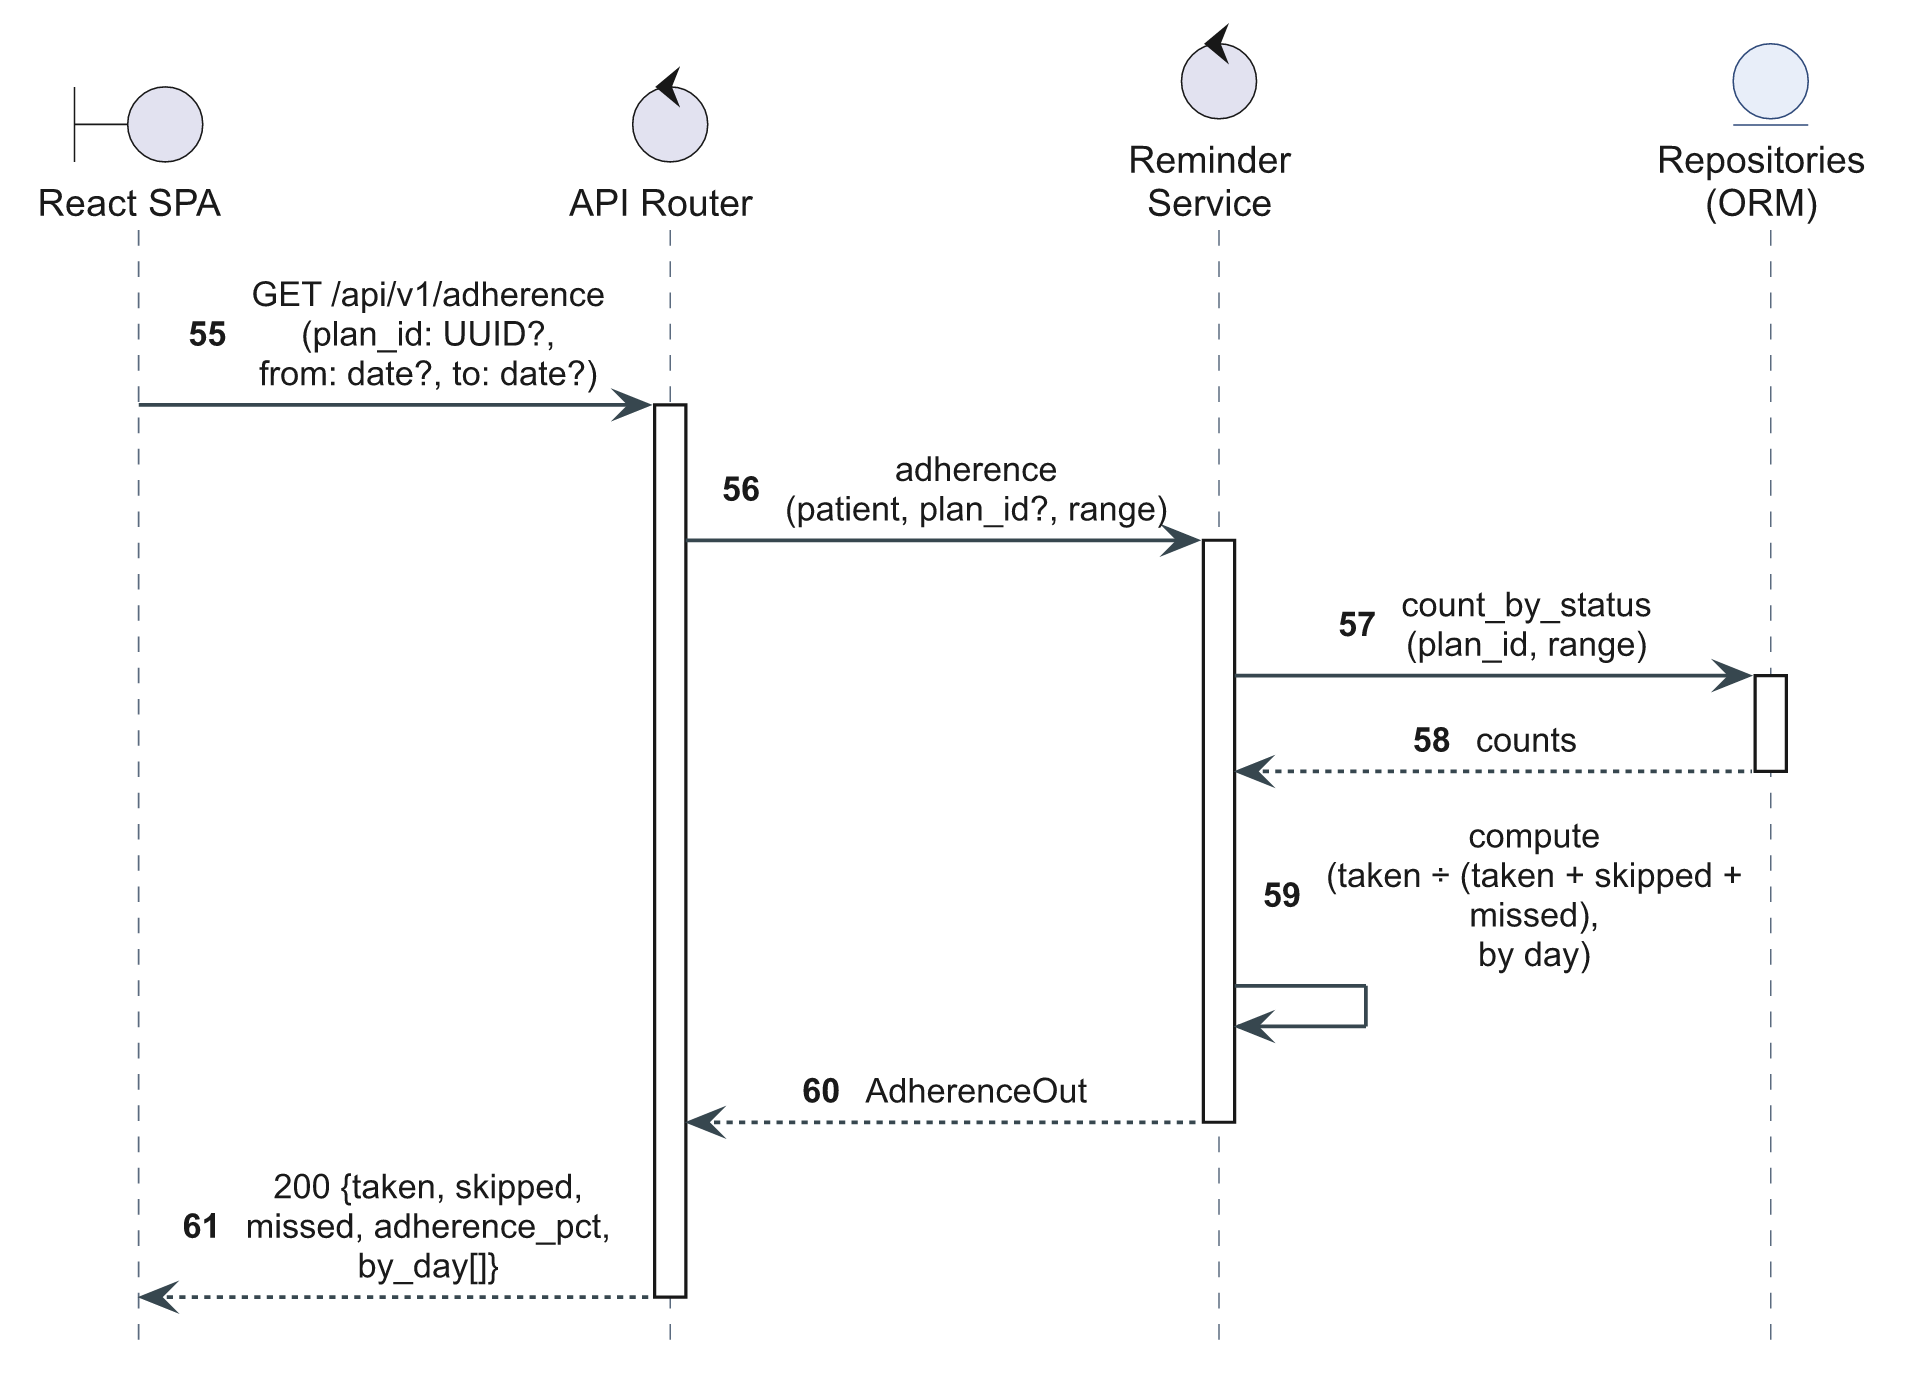 React SPA
API Router
Reminder
Service
Repositories
(ORM)
55 GET /api/v1/adherence
(plan_id: UUID?,
from: date?, to: date?)
56 adherence
(patient, plan_id?, range)
57 count_by_status
(plan_id, range)
58 counts
59 compute
(taken ÷ (taken + skipped +
missed),
by day)
60 AdherenceOut
61 200 {taken, skipped,
missed, adherence_pct,
by_day[]}